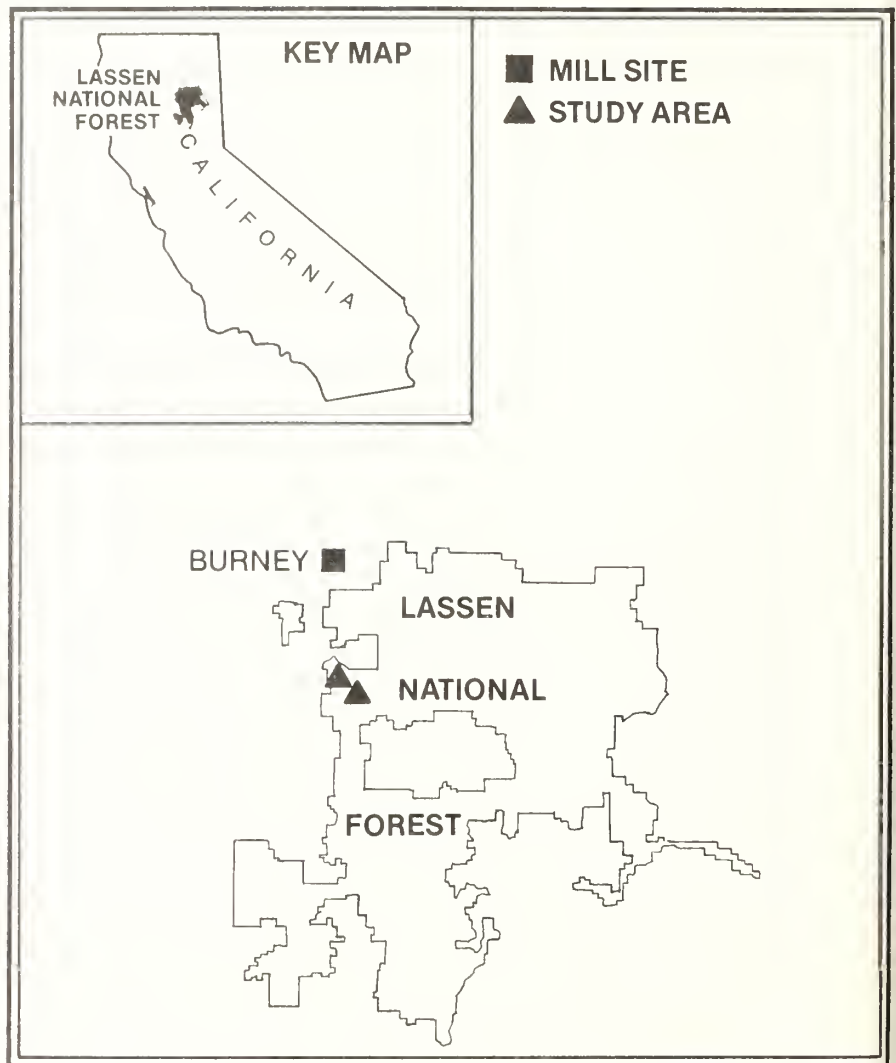 KEY MAP
LASSEN
NATIONAL
FOREST
CALIFORNIA
MILL SITE
STUDY AREA
BURNEY
LASSEN
NATIONAL
FOREST